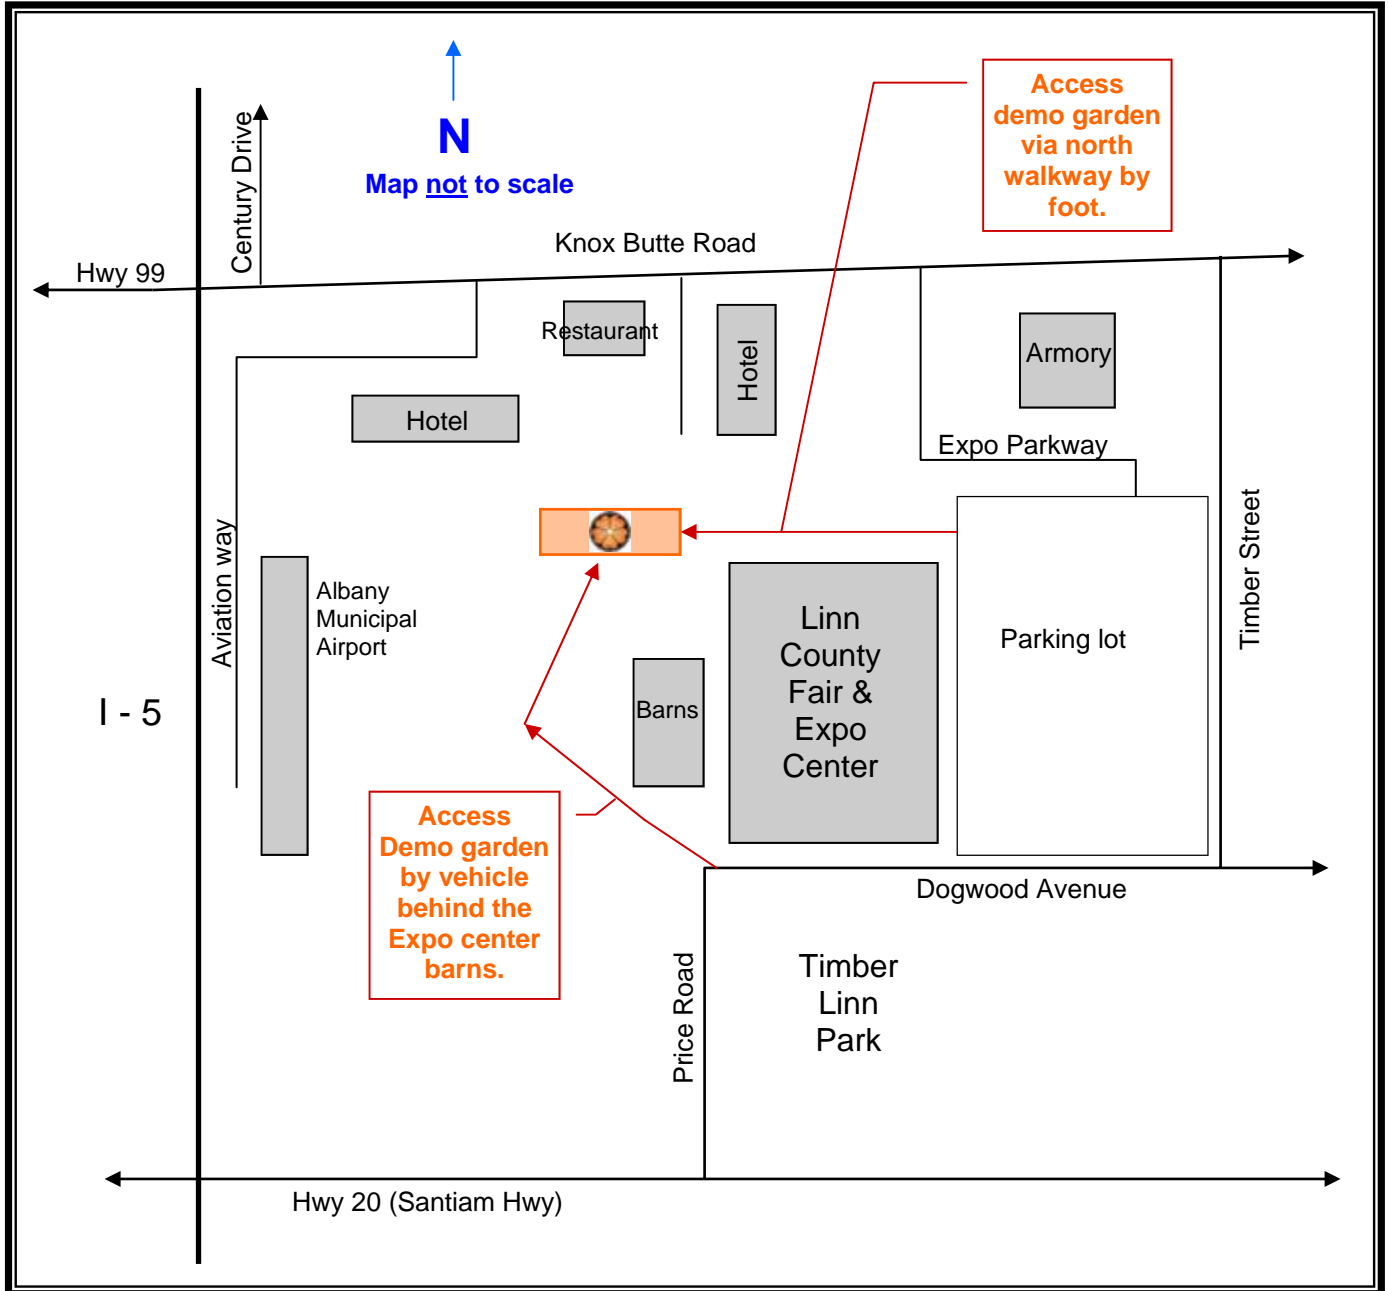 Access
demo garden
via north
walkway by
foot.
Century Drive
N
Map not to scale
Knox Butte Road
Hwy 99
Restaurant
Hotel
Armory
Hotel
Expo Parkway
Aviation way
Albany
Municipal
Airport
Timber Street
Linn
County
Fair &
Expo
Center
Parking lot
I - 5
Barns
Access
Demo garden
by vehicle
behind the
Expo center
barns.
Dogwood Avenue
Price Road
Timber
Linn
Park
Hwy 20 (Santiam Hwy)